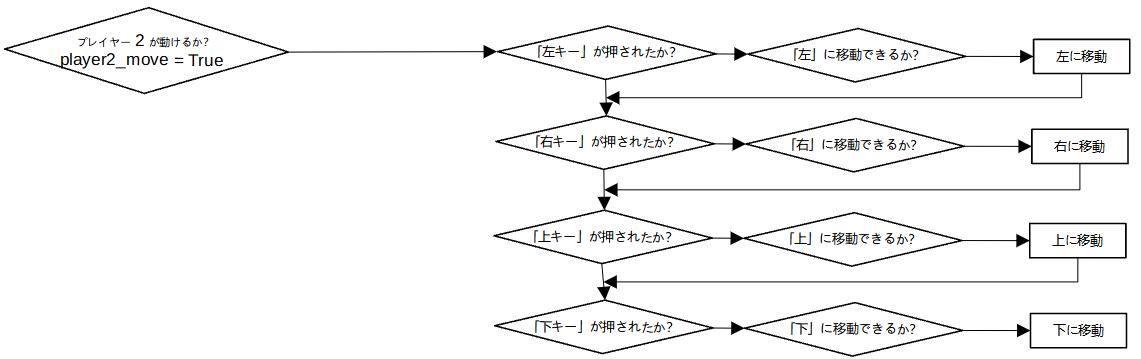 プレイヤー 2 が動けるか？
player2_move = True
「左キー」が押されたか？
「左」に移動できるか？
左に移動
「右キー」が押されたか？
「右」に移動できるか？
右に移動
「上キー」が押されたか？
「上」に移動できるか？
上に移動
「下キー」が押されたか？
「下」に移動できるか？
下に移動